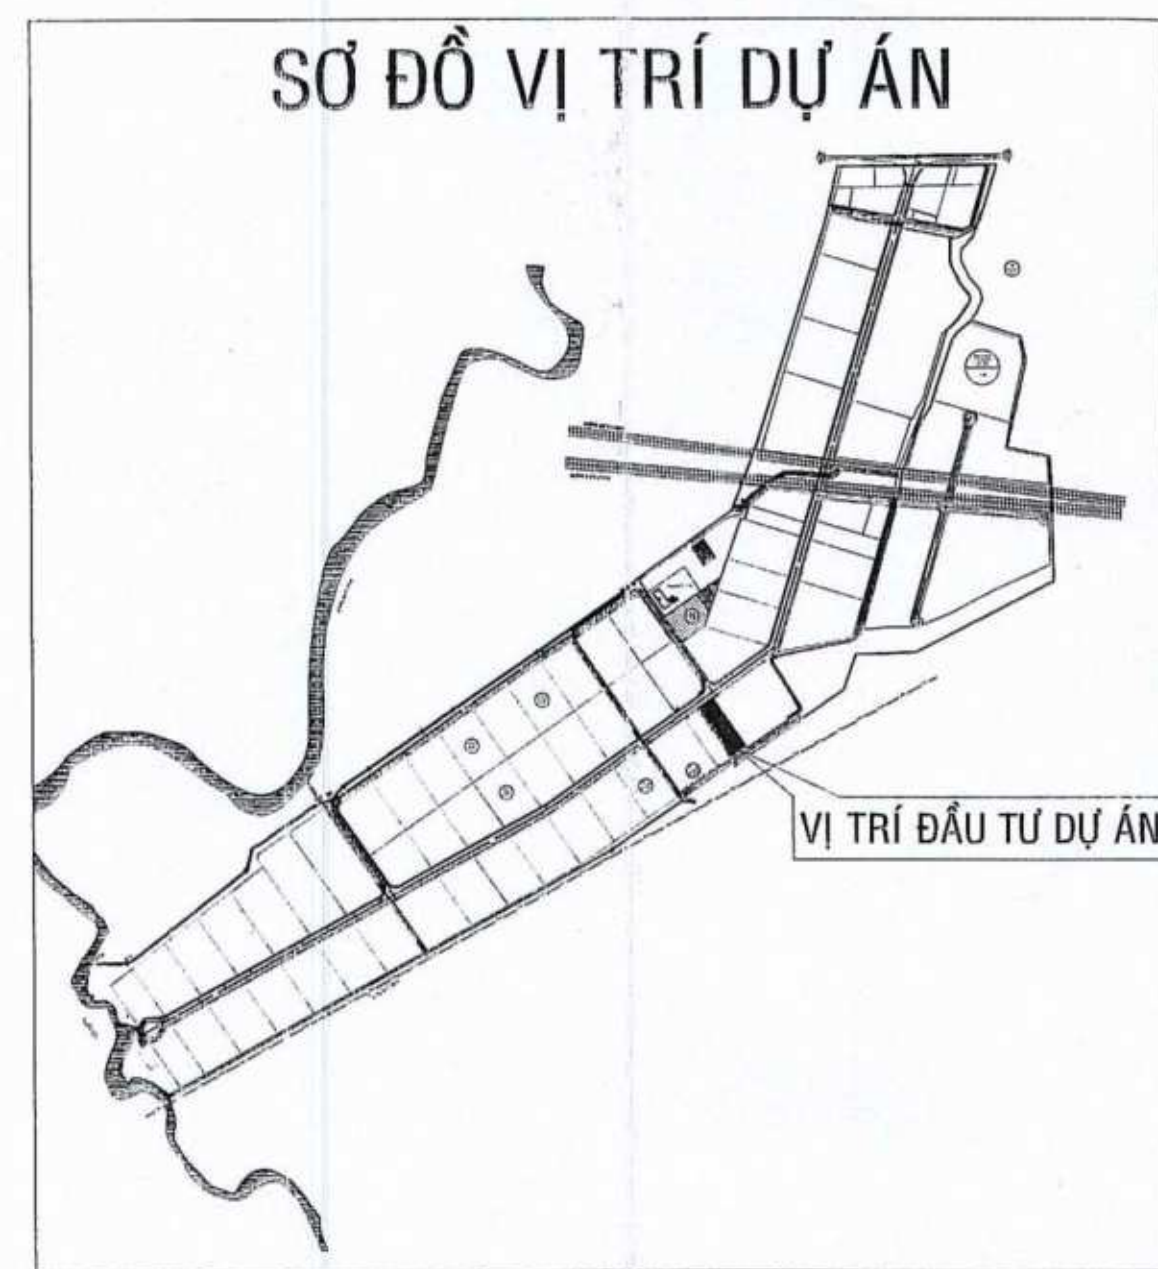 SƠ ĐỒ VỊ TRÍ DỰ ÁN
VỊ TRÍ ĐẦU TƯ DỰ ÁN